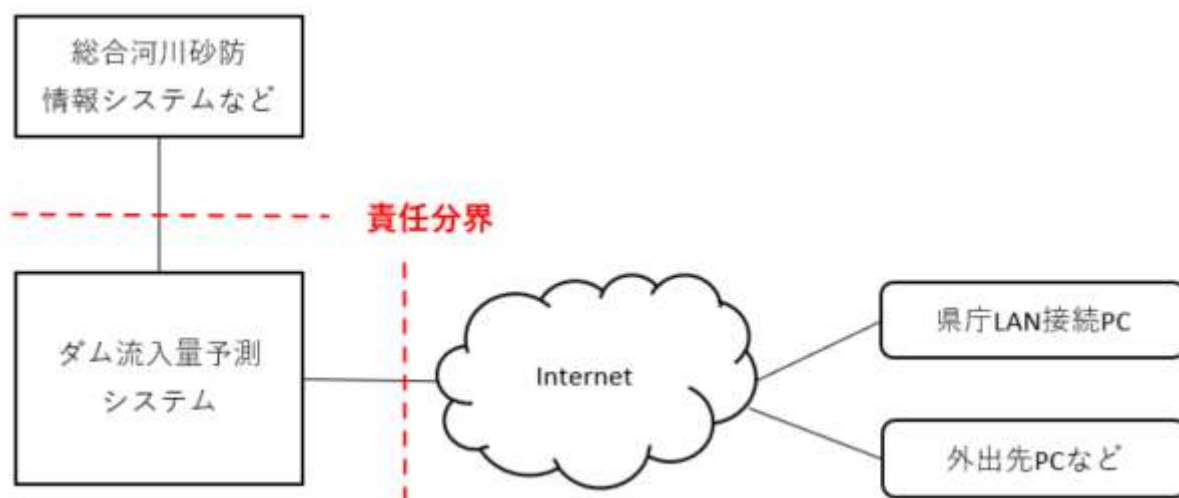 総合河川砂防
情報システムなど
責任分界
ダム流入量予測
システム
Internet
県庁LAN接続PC
外出先PCなど